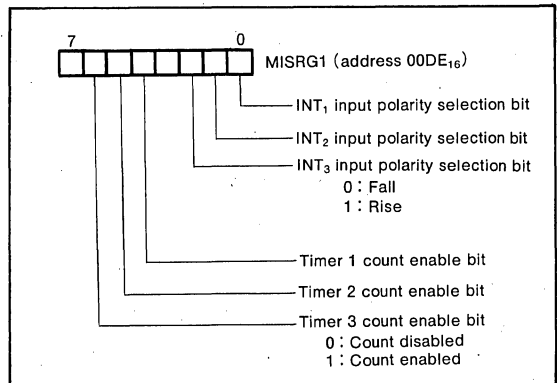 7 0
MISRG1 (address 00DE₁₆)
INT₁ input polarity selection bit
INT₂ input polarity selection bit
INT₃ input polarity selection bit
0 : Fall
1 : Rise
Timer 1 count enable bit
Timer 2 count enable bit
Timer 3 count enable bit
0 : Count disabled
1 : Count enabled